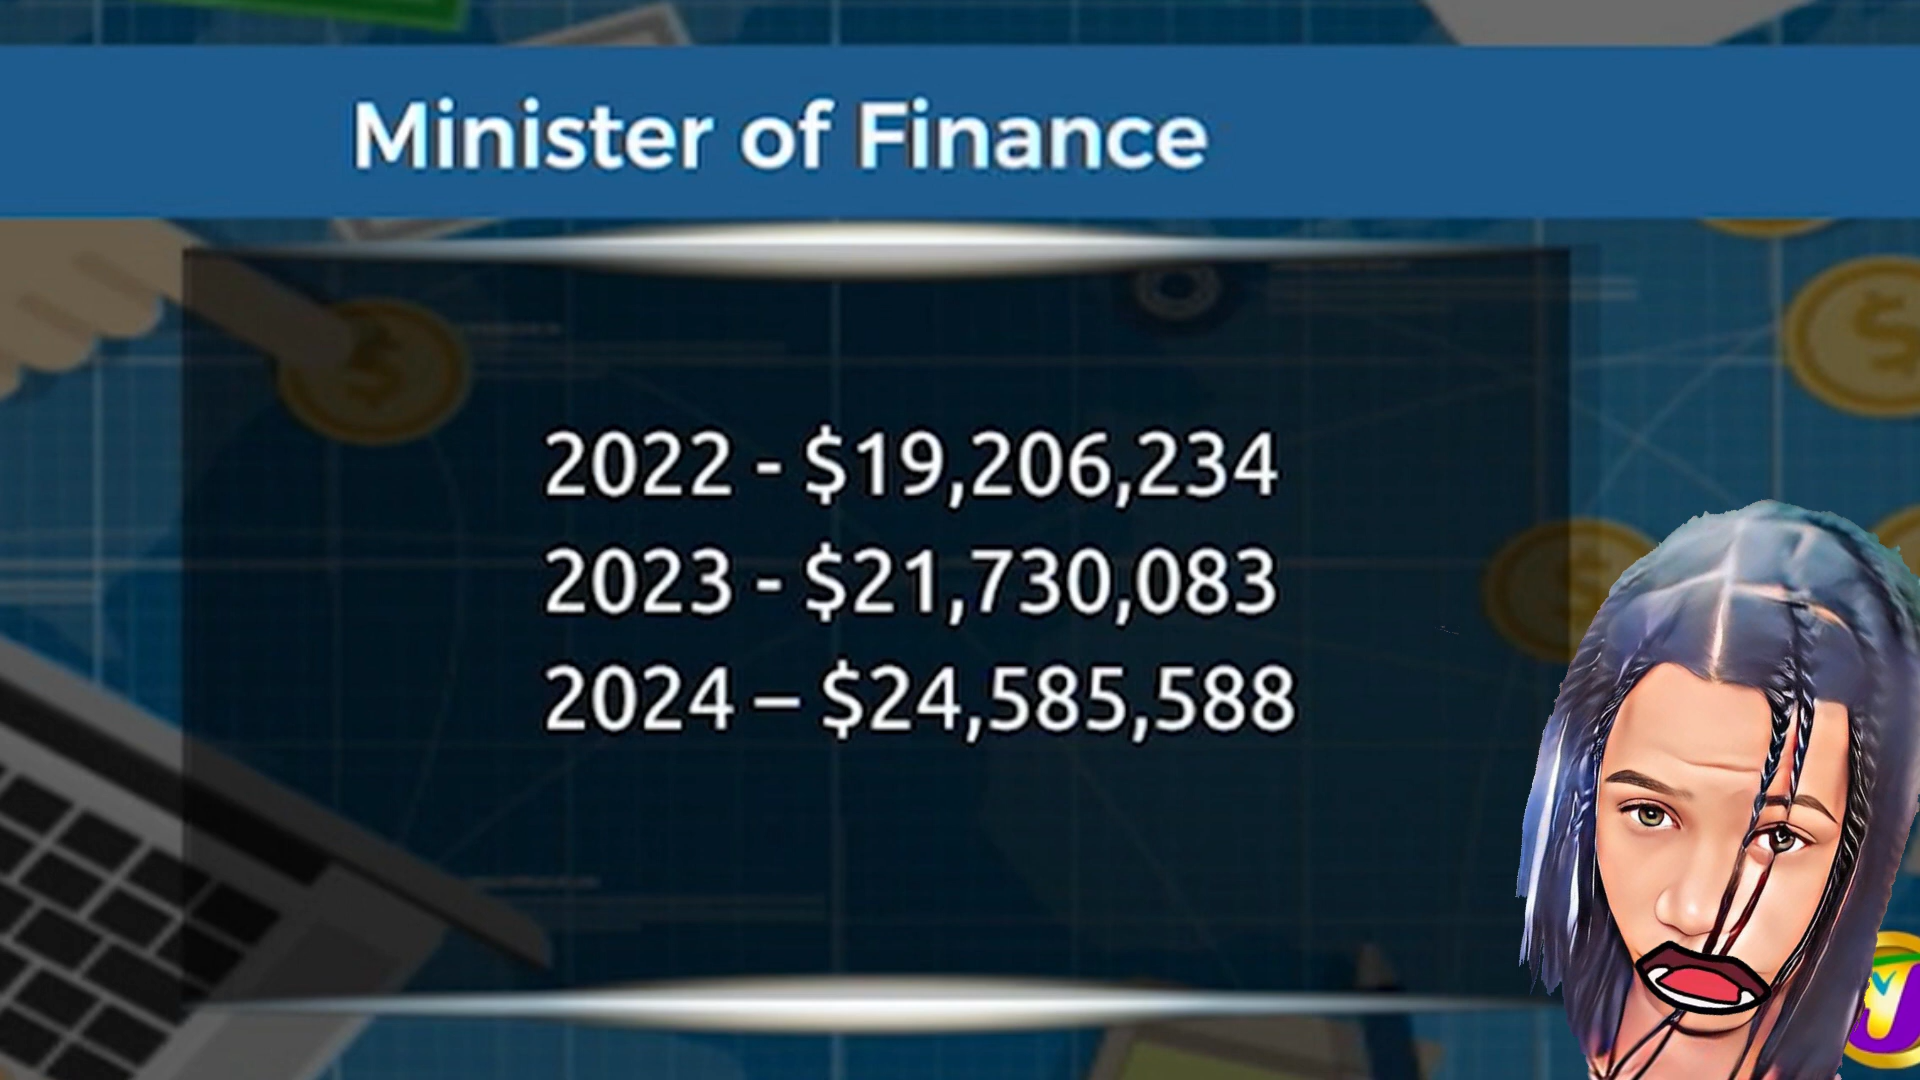 Minister of Finance
2022 - $19,206,234
2023 - $21,730,083
2024 – $24,585,588